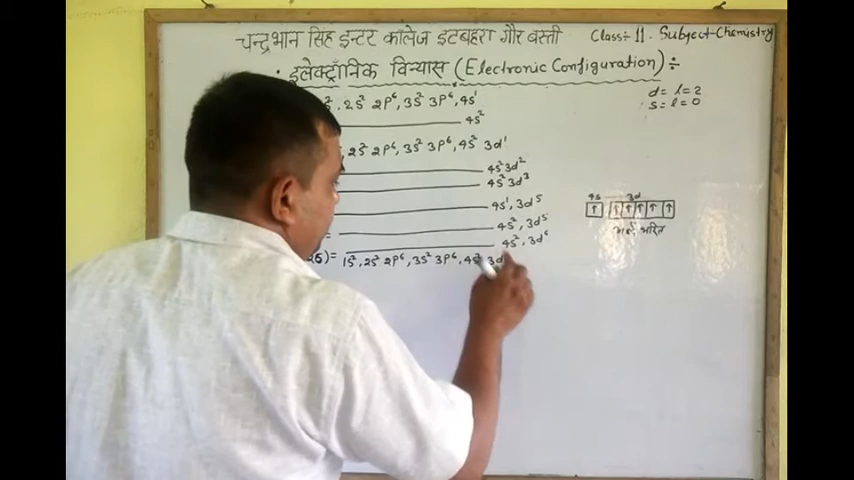 चन्द्रभान सिंह इन्टर कालेज इटबहरा गौर बस्ती Class÷11. Subject-Chemistry
इलेक्ट्रॉनिक विन्यास (Electronic Configuration)÷
d = l = 2
s = l = 0
2s² 2p⁶, 3s² 3p⁶, 4s¹
4s²
2s² 2p⁶, 3s² 3p⁶, 4s² 3d¹
4s² 3d²
4s² 3d³
4s¹, 3d⁵
4s², 3d⁵
4s², 3d⁶
)= 1s², 2s² 2p⁶, 3s² 3p⁶, 4s² 3d
4s 3d
↑ ↑ ↑ ↑ ↑ ↑